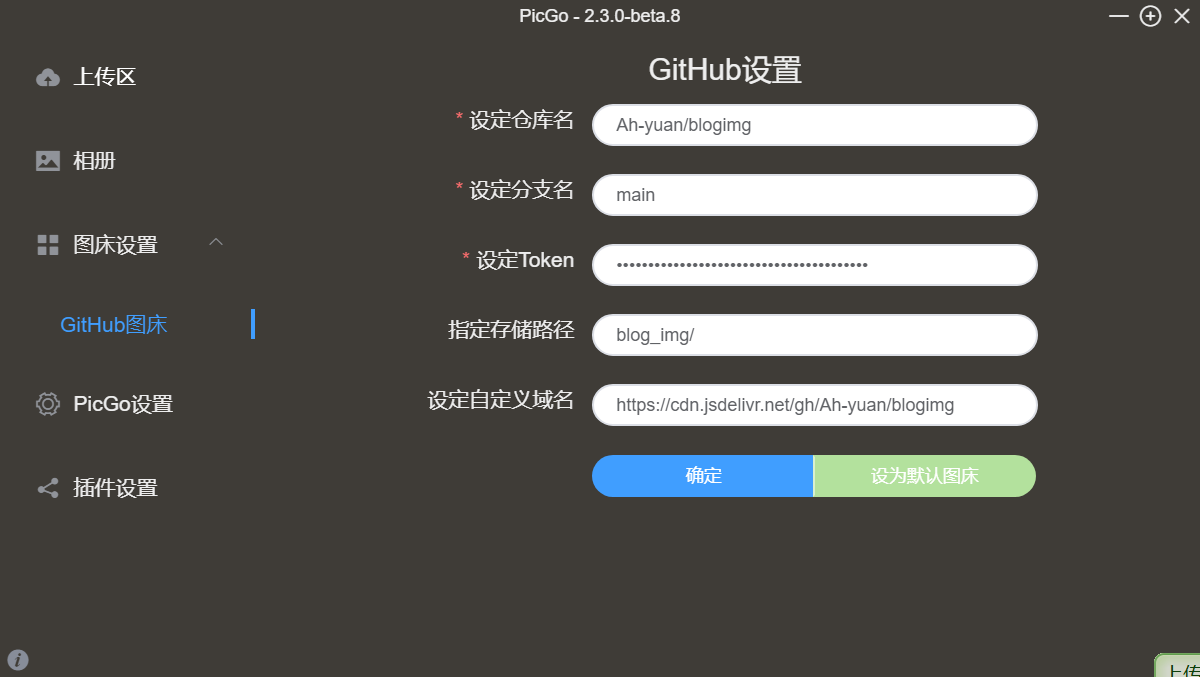 PicGo - 2.3.0-beta.8
上传区
相册
图床设置
GitHub图床
PicGo设置
插件设置
GitHub设置
* 设定仓库名 Ah-yuan/blogimg
* 设定分支名 main
* 设定Token ••••••••••••••••••••••••••••••••••••••••
指定存储路径 blog_img/
设定自定义域名 https://cdn.jsdelivr.net/gh/Ah-yuan/blogimg
确定 设为默认图床
上传